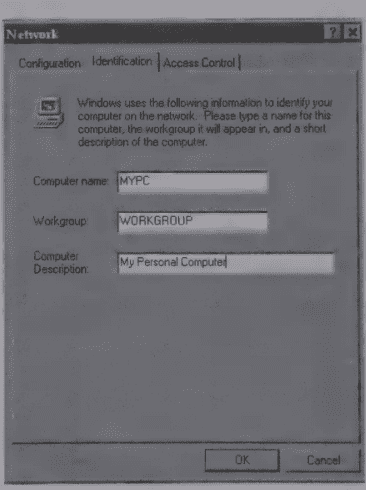 Network
Configuration Identification Access Control
Windows uses the following information to identify your
computer on the network. Please type a name for this
computer, the workgroup it will appear in, and a short
description of the computer.
Computer name: MYPC
Workgroup: WORKGROUP
Computer
Description: My Personal Computer
OK Cancel